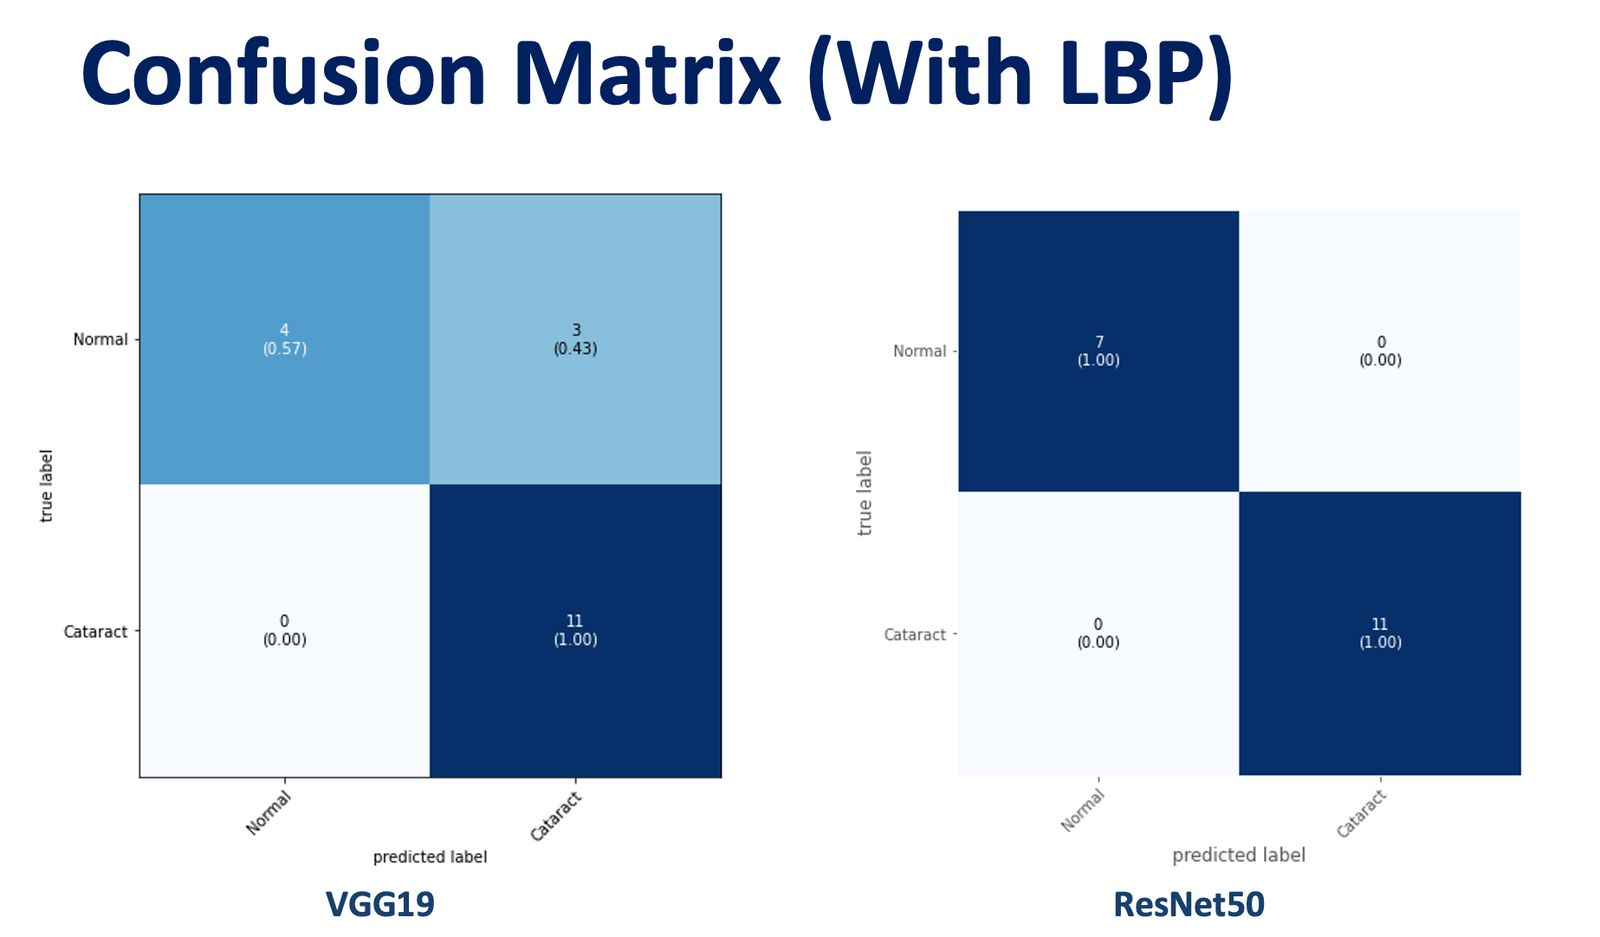 Confusion Matrix (With LBP)
true label
Normal
4
(0.57)
3
(0.43)
Cataract
0
(0.00)
11
(1.00)
Normal
Cataract
predicted label
VGG19
true label
Normal
7
(1.00)
0
(0.00)
Cataract
0
(0.00)
11
(1.00)
Normal
Cataract
predicted label
ResNet50